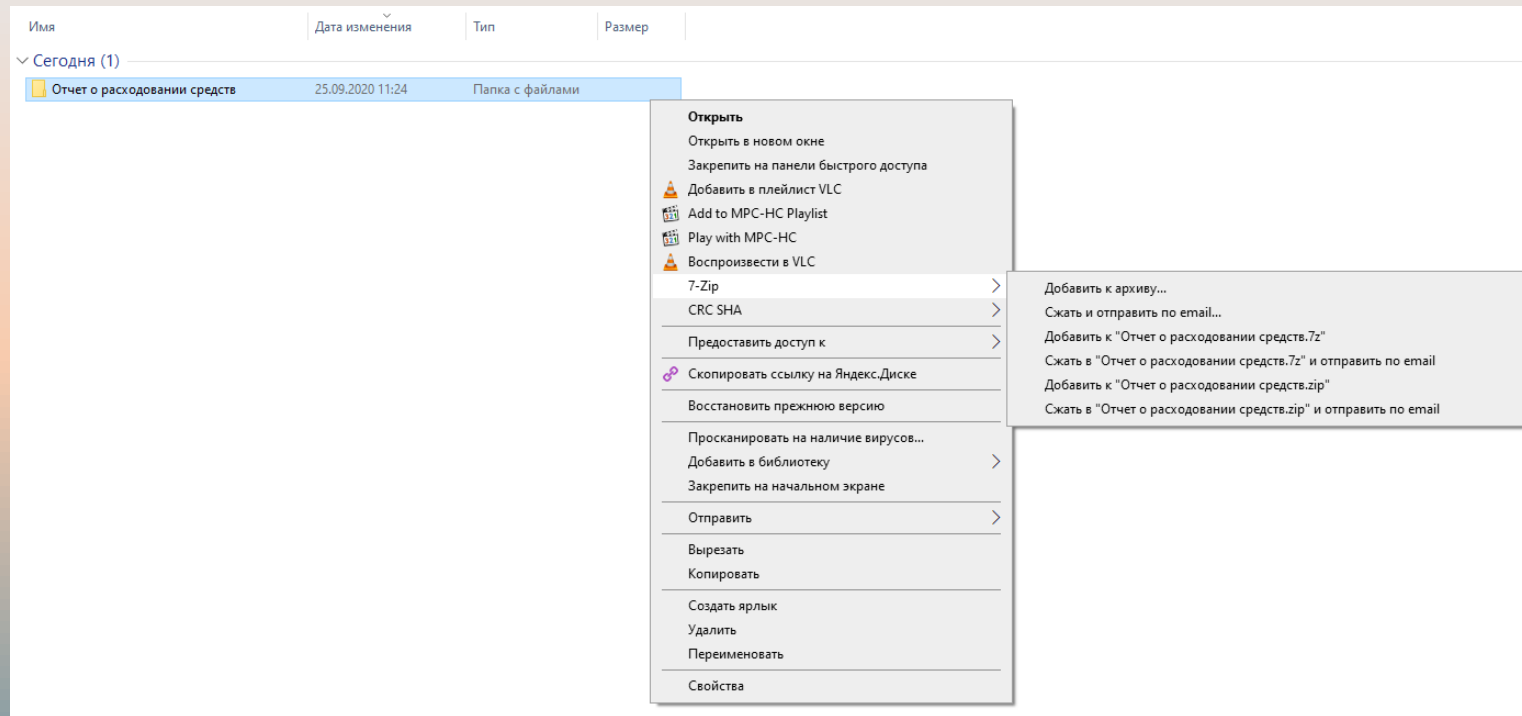 Имя Дата изменения Тип Размер
Сегодня (1)
Отчет о расходовании средств 25.09.2020 11:24 Папка с файлами
Открыть
Открыть в новом окне
Закрепить на панели быстрого доступа
Добавить в плейлист VLC
Add to MPC-HC Playlist
Play with MPC-HC
Воспроизвести в VLC
7-Zip
CRC SHA
Предоставить доступ к
Скопировать ссылку на Яндекс.Диске
Восстановить прежнюю версию
Просканировать на наличие вирусов...
Добавить в библиотеку
Закрепить на начальном экране
Отправить
Вырезать
Копировать
Создать ярлык
Удалить
Переименовать
Свойства
Добавить к архиву...
Сжать и отправить по email...
Добавить к "Отчет о расходовании средств.7z"
Сжать в "Отчет о расходовании средств.7z" и отправить по email
Добавить к "Отчет о расходовании средств.zip"
Сжать в "Отчет о расходовании средств.zip" и отправить по email